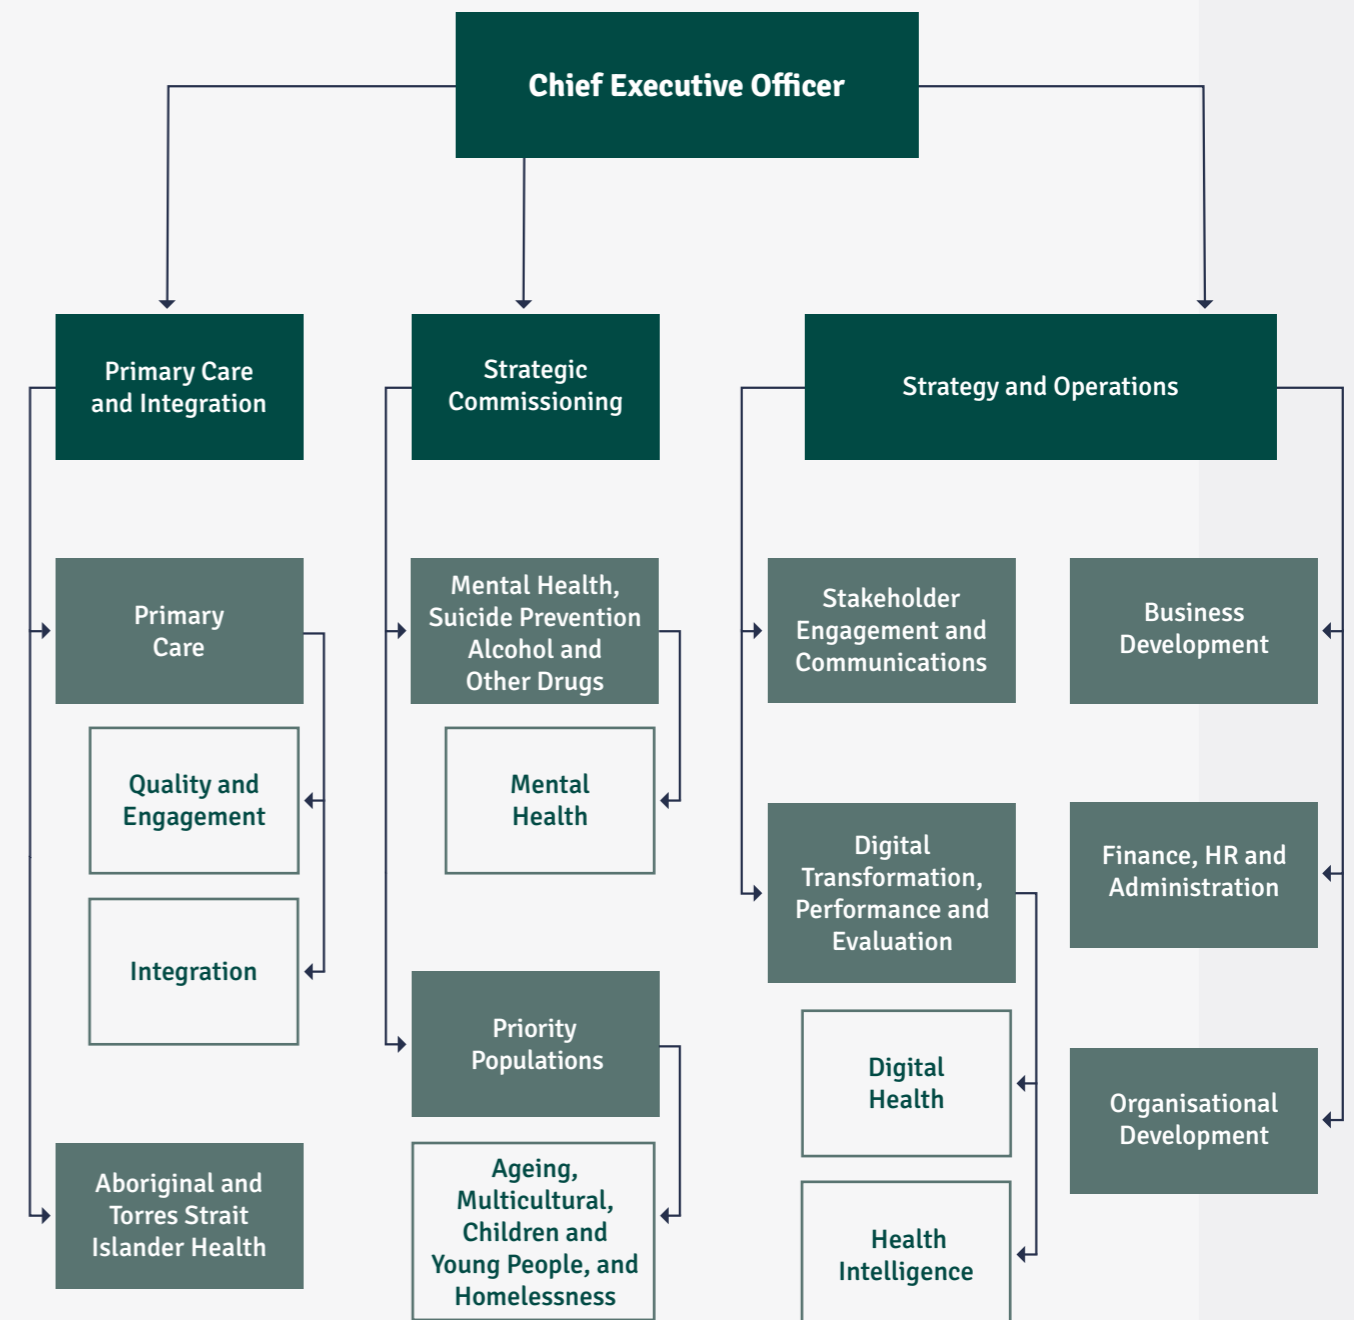 Chief Executive Officer
Primary Care
and Integration
Strategic
Commissioning
Strategy and Operations
Primary
Care
Quality and
Engagement
Integration
Aboriginal and
Torres Strait
Islander Health
Mental Health,
Suicide Prevention
Alcohol and
Other Drugs
Mental
Health
Priority
Populations
Ageing,
Multicultural,
Children and
Young People, and
Homelessness
Stakeholder
Engagement and
Communications
Digital
Transformation,
Performance and
Evaluation
Digital
Health
Health
Intelligence
Business
Development
Finance, HR and
Administration
Organisational
Development